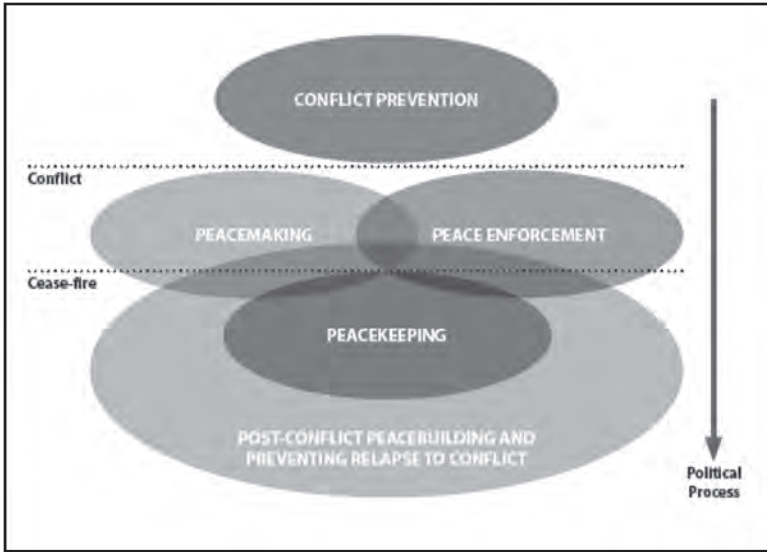 CONFLICT PREVENTION
Conflict
PEACEMAKING
PEACE ENFORCEMENT
Cease-fire
PEACEKEEPING
POST-CONFLICT PEACEBUILDING AND
PREVENTING RELAPSE TO CONFLICT
Political
Process